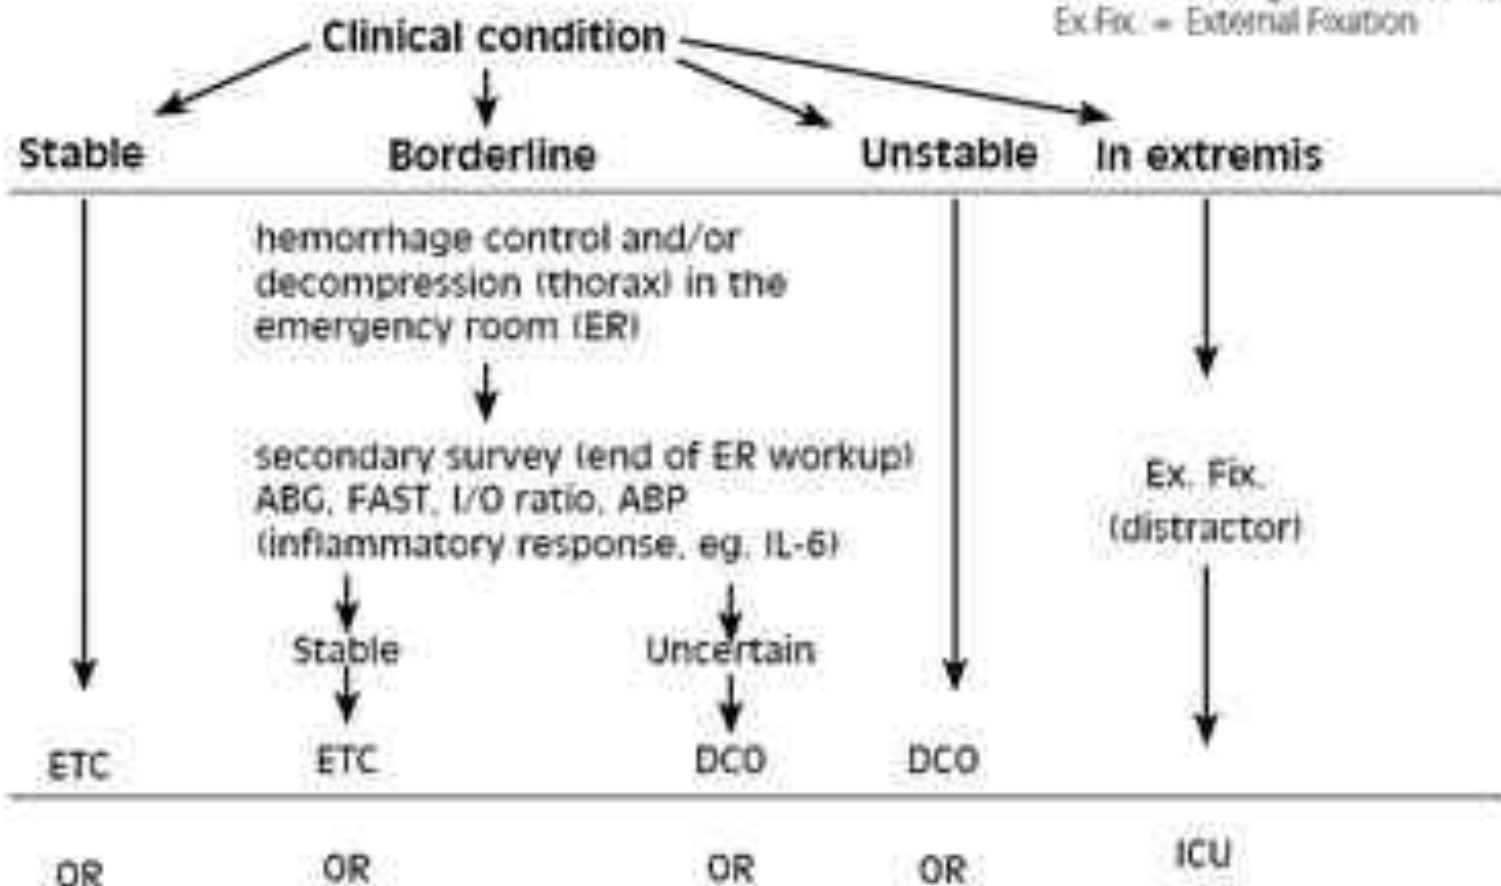 Ex.Fix. = External Fixation
Clinical condition
Stable Borderline Unstable In extremis
hemorrhage control and/or
decompression (thorax) in the
emergency room (ER)
secondary survey (end of ER workup)
ABG, FAST, I/O ratio, ABP
(inflammatory response, eg, IL-6)
Ex. Fix.
(distractor)
Stable Uncertain
ETC ETC DCO DCO
OR OR OR OR ICU